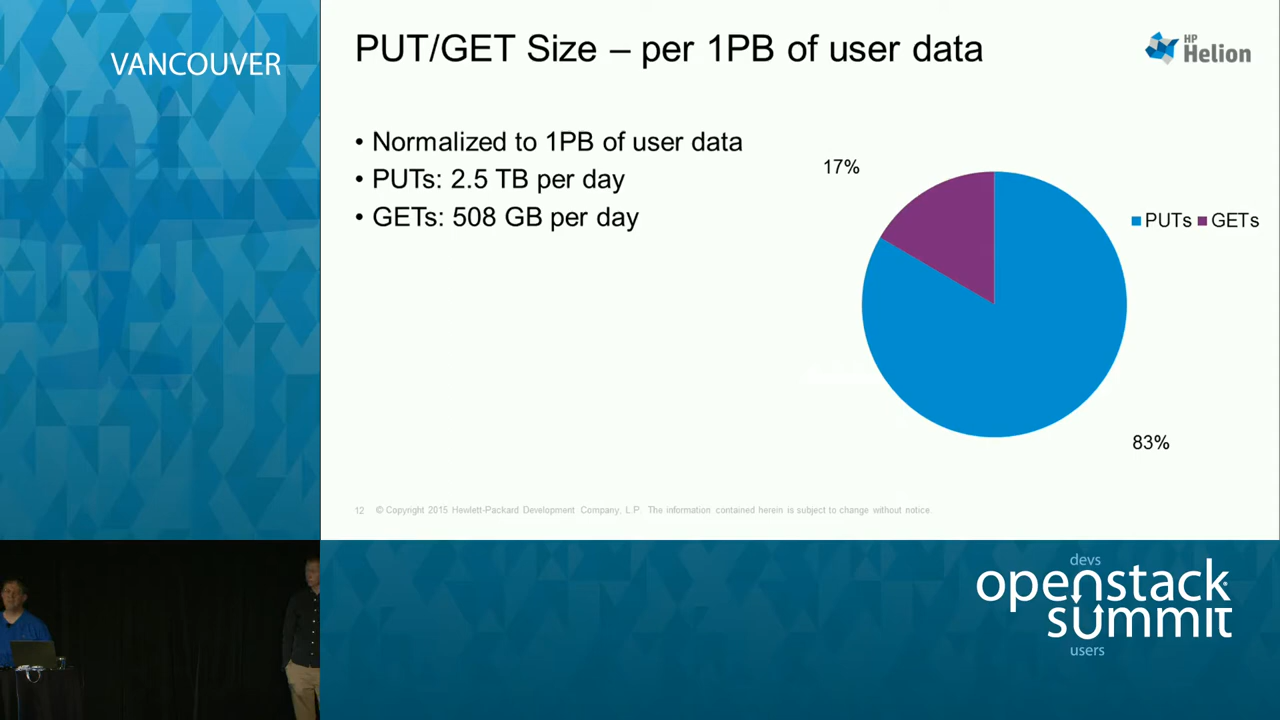 VANCOUVER
PUT/GET Size – per 1PB of user data
HP
Helion
• Normalized to 1PB of user data
• PUTs: 2.5 TB per day
• GETs: 508 GB per day
17%
PUTs GETs
83%
12 © Copyright 2015 Hewlett-Packard Development Company, L.P. The information contained herein is subject to change without notice.
devs
openstack
summit
users